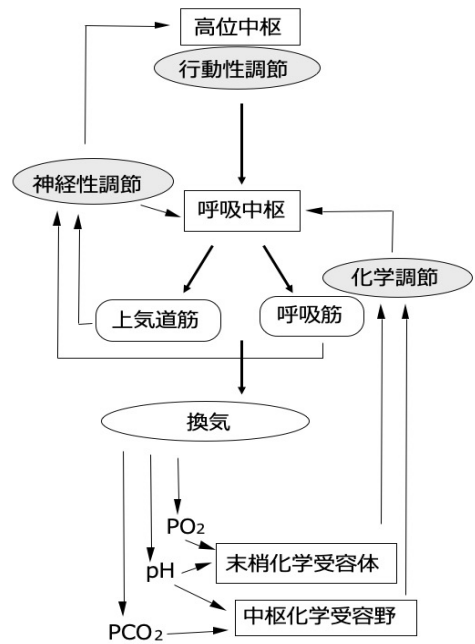 高位中枢
行動性調節
神経性調節
呼吸中枢
化学調節
上気道筋
呼吸筋
換気
PO₂
末梢化学受容体
pH
中枢化学受容野
PCO₂